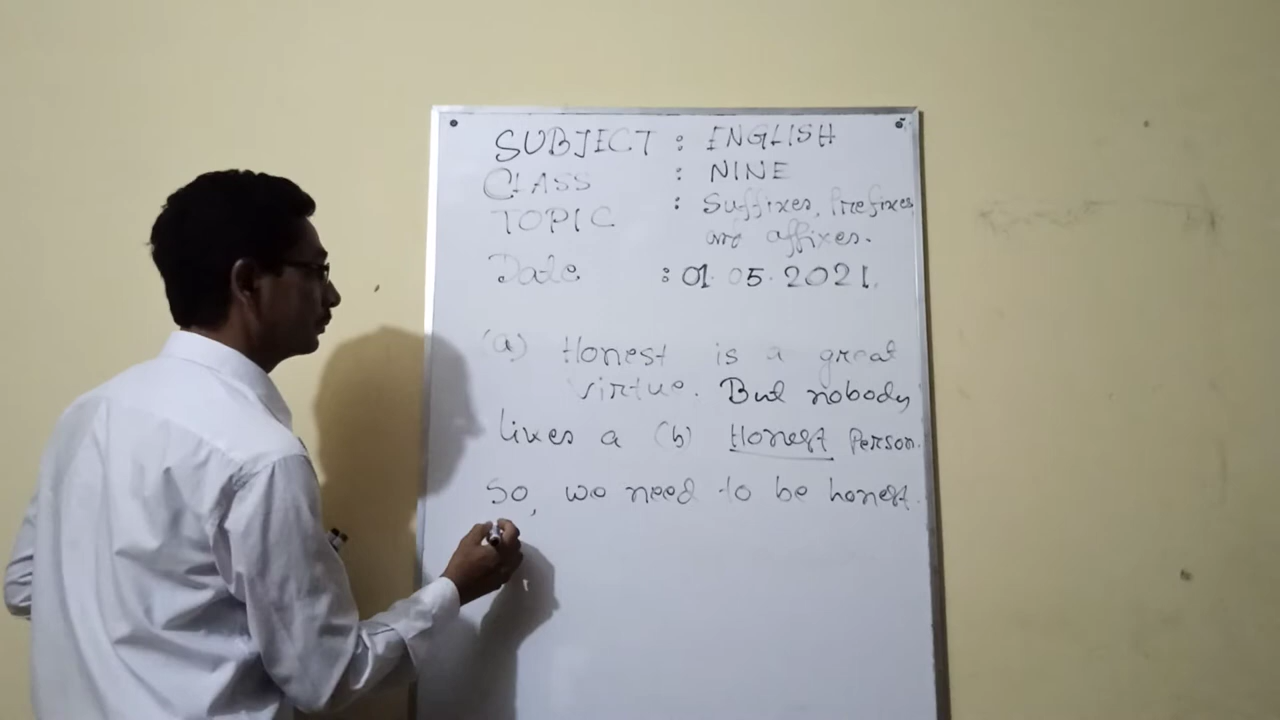 SUBJECT : ENGLISH
CLASS : NINE
TOPIC : Suffixes, Prefixes
and affixes.
Date : 01.05.2021.
(a) Honest is a great
virtue. But nobody
likes a (b) Honest Person.
So, we need to be honest.